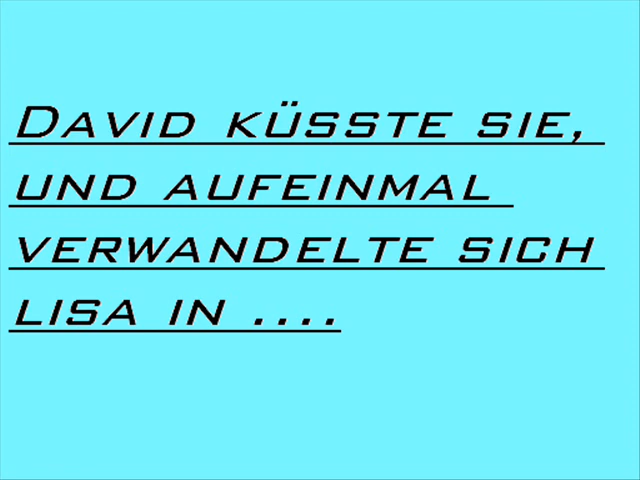 David küsste sie,
und aufeinmal
verwandelte sich
lisa in ....